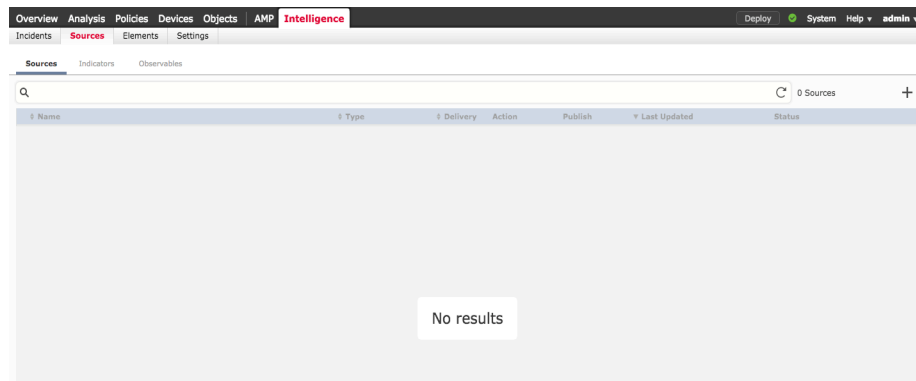 Overview Analysis Policies Devices Objects AMP Intelligence Deploy System Help admin
Incidents Sources Elements Settings
Sources Indicators Observables
0 Sources
Name Type Delivery Action Publish Last Updated Status
No results